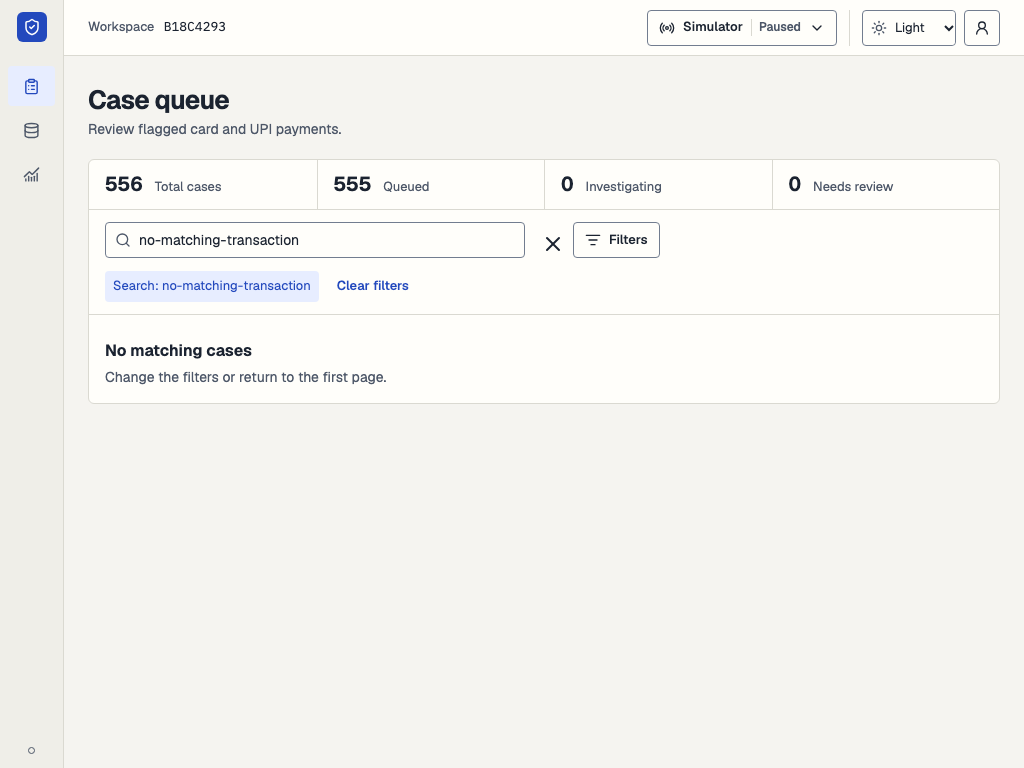 Workspace B18C4293
Simulator Paused
Light
Case queue
Review flagged card and UPI payments.
556 Total cases
555 Queued
0 Investigating
0 Needs review
no-matching-transaction
Filters
Search: no-matching-transaction
Clear filters
No matching cases
Change the filters or return to the first page.